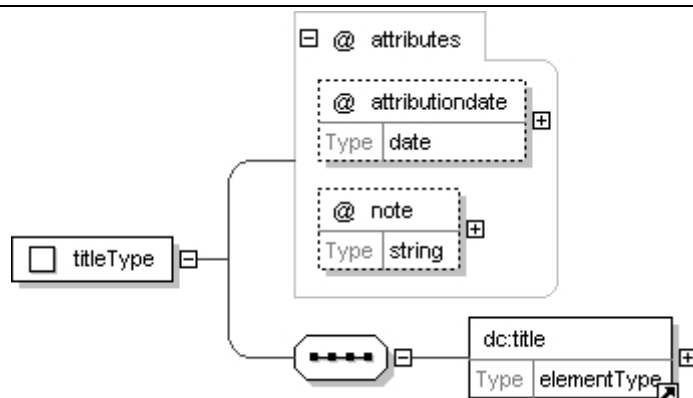 @ attributes
@ attributiondate
Type date
@ note
Type string
titleType
dc:title
Type elementType